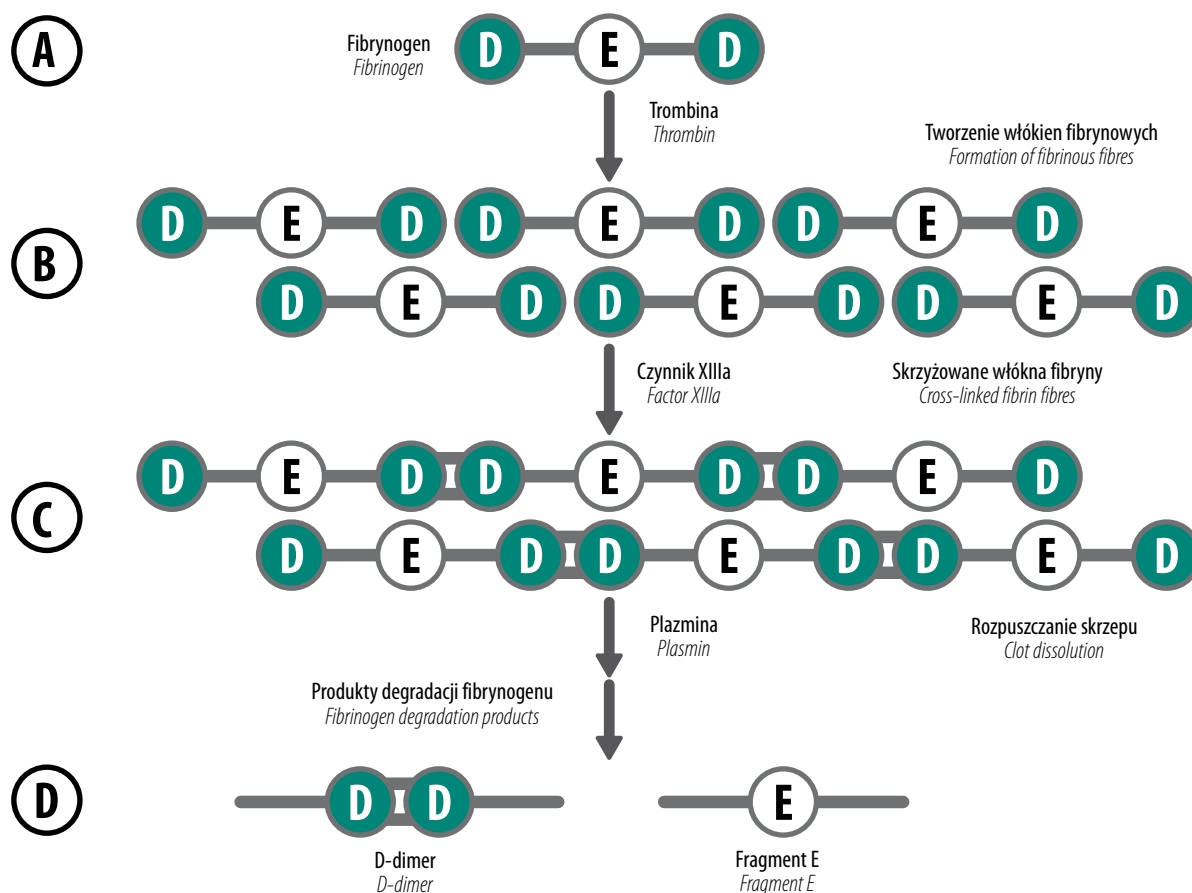 A
Fibrynogen
Fibrinogen
D E D
Trombina
Thrombin
Tworzenie włókien fibrynowych
Formation of fibrinous fibres
B
D E D D E D D E D
D E D D E D D E D
Czynnik XIIIa
Factor XIIIa
Skrzyżowane włókna fibryny
Cross-linked fibrin fibres
C
D E D D E D D E D
D E D D E D D E D
Plazmina
Plasmin
Rozpuszczanie skrzepu
Clot dissolution
Produkty degradacji fibrynogenu
Fibrinogen degradation products
D
D D
E
D-dimer
D-dimer
Fragment E
Fragment E